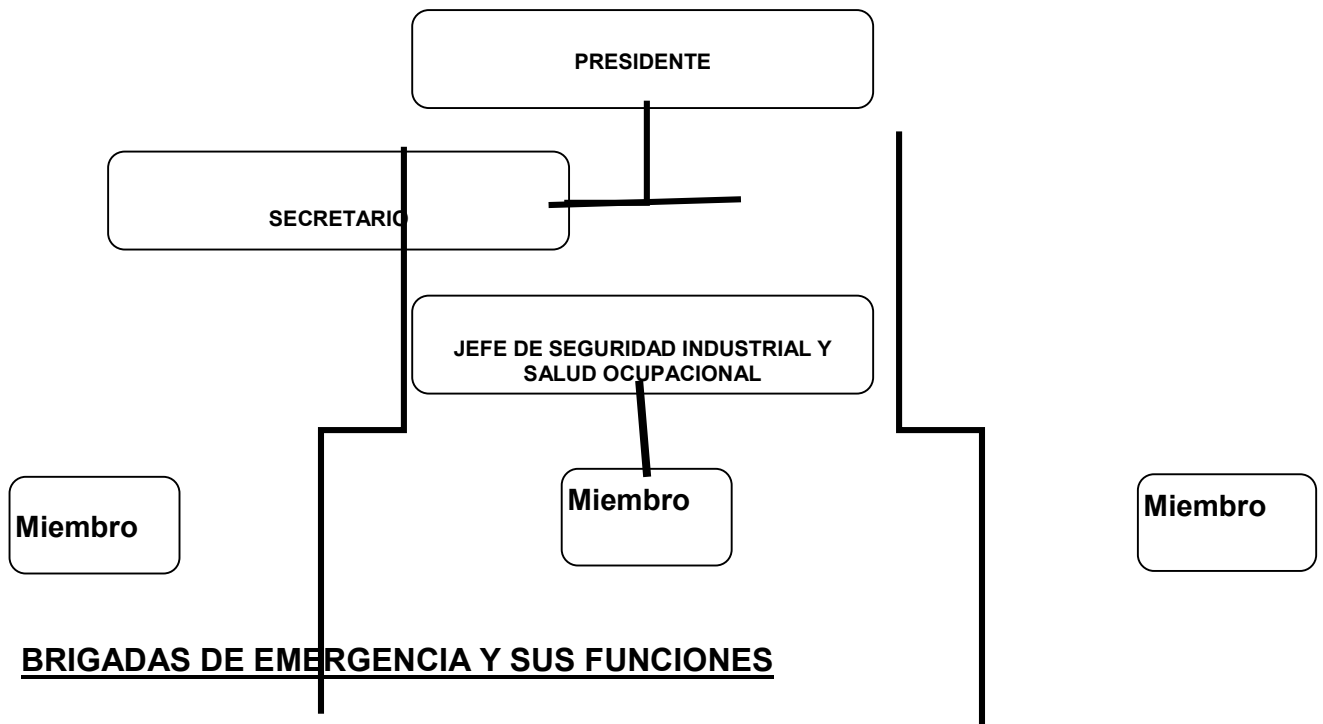 PRESIDENTE
SECRETARIO
JEFE DE SEGURIDAD INDUSTRIAL Y
SALUD OCUPACIONAL
Miembro
Miembro
Miembro
BRIGADAS DE EMERGENCIA Y SUS FUNCIONES